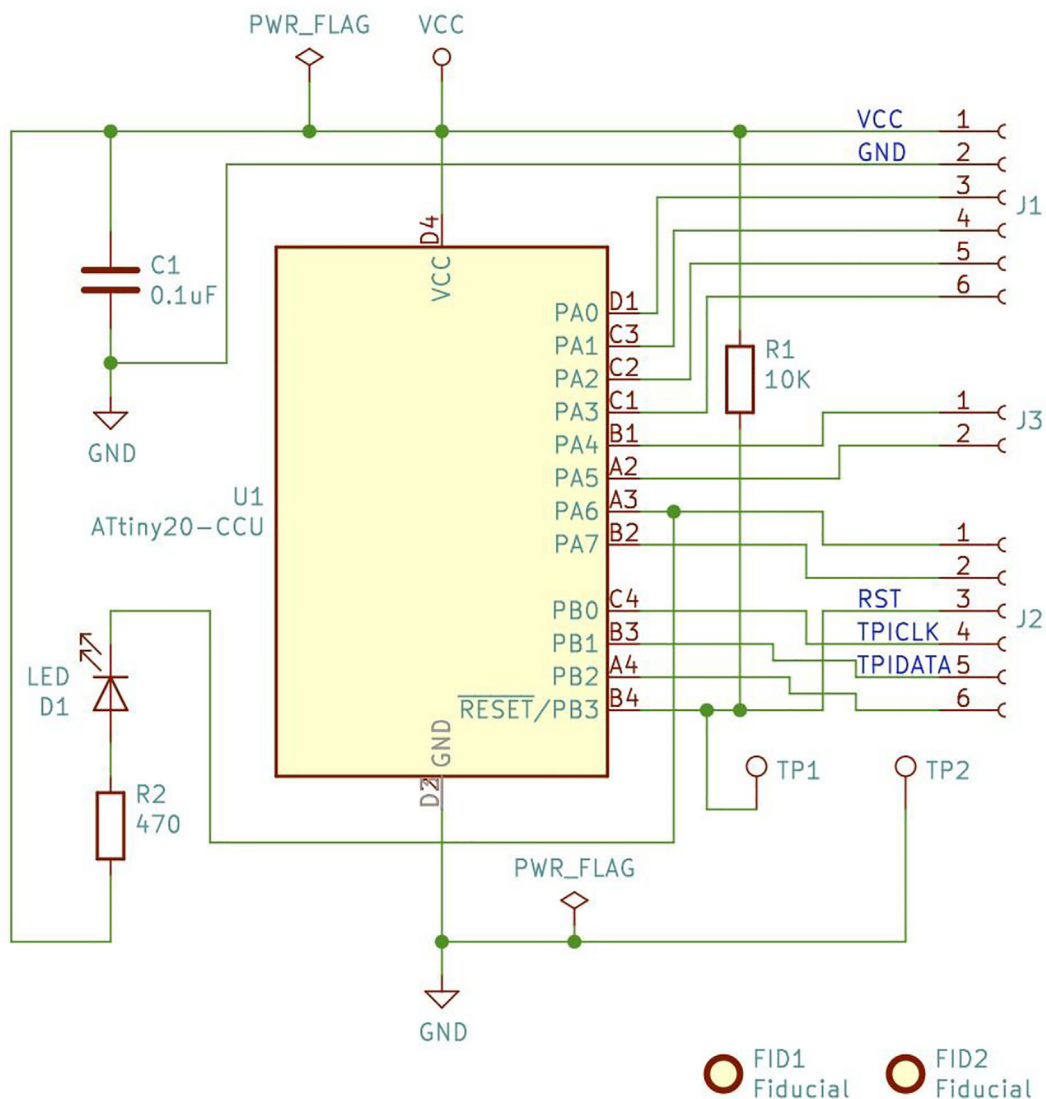 PWR_FLAG
VCC
VCC
1
GND
2
3
J1
4
5
6
D4
VCC
C1
0.1uF
GND
PA0
D1
PA1
C3
PA2
C2
PA3
C1
PA4
B1
PA5
A2
PA6
A3
PA7
B2
PB0
C4
PB1
B3
PB2
A4
RESET/PB3
B4
R1
10K
1
J3
2
U1
ATtiny20-CCU
1
2
RST
3
J2
TPICLK
4
TPIDATA
5
6
LED
D1
GND
TP1
TP2
R2
470
PWR_FLAG
GND
FID1
Fiducial
FID2
Fiducial